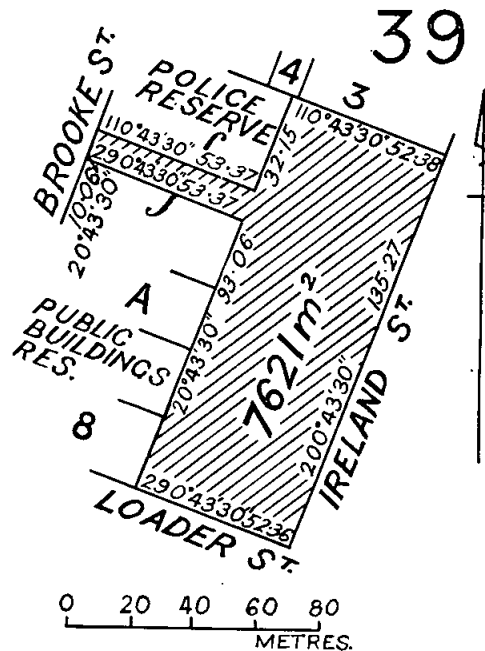 39
BROOKE ST.
POLICE
RESERVE
4
3
110°43'30" 52·38
110°43'30" 53·37
290°43'30" 53·37
32·15
10·06
20°43'30"
A
PUBLIC
BUILDINGS
RES.
8
20°43'30" 93·06
7621m²
200°43'30" 135·27
IRELAND ST.
290°43'30" 52·36
LOADER ST.
0 20 40 60 80
METRES.